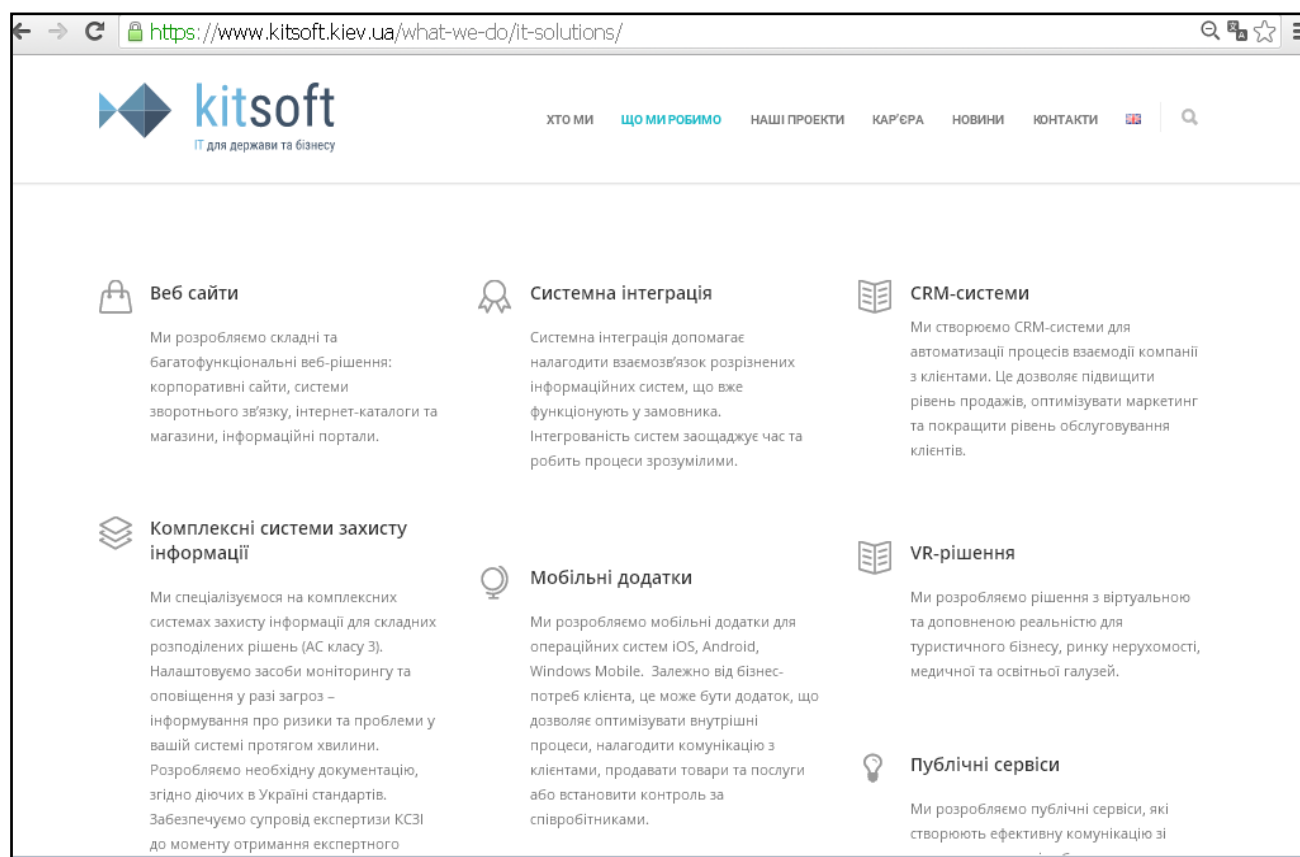 https://www.kitsoft.kiev.ua/what-we-do/it-solutions/
kitsoft
ІТ для держави та бізнесу
ХТО МИ ЩО МИ РОБИМО НАШІ ПРОЕКТИ КАР'ЄРА НОВИНИ КОНТАКТИ
Веб сайти
Ми розробляємо складні та
багатофункціональні веб-рішення:
корпоративні сайти, системи
зворотнього зв'язку, інтернет-каталоги та
магазини, інформаційні портали.
Системна інтеграція
Системна інтеграція допомагає
налагодити взаємозв'язок розрізнених
інформаційних систем, що вже
функціонують у замовника.
Інтегрованість систем заощаджує час та
робить процеси зрозумілими.
CRM-системи
Ми створюємо CRM-системи для
автоматизації процесів взаємодії компанії
з клієнтами. Це дозволяє підвищити
рівень продажів, оптимізувати маркетинг
та покращити рівень обслуговування
клієнтів.
Комплексні системи захисту
інформації
Ми спеціалізуємося на комплексних
системах захисту інформації для складних
розподілених рішень (АС класу 3).
Налаштовуємо засоби моніторингу та
оповіщення у разі загроз –
інформування про ризики та проблеми у
вашій системі протягом хвилини.
Розробляємо необхідну документацію,
згідно діючих в Україні стандартів.
Забезпечуємо супровід експертизи КСЗІ
до моменту отримання експертного
Мобільні додатки
Ми розробляємо мобільні додатки для
операційних систем iOS, Android,
Windows Mobile. Залежно від бізнес-
потреб клієнта, це може бути додаток, що
дозволяє оптимізувати внутрішні
процеси, налагодити комунікацію з
клієнтами, продавати товари та послуги
або встановити контроль за
співробітниками.
VR-рішення
Ми розробляємо рішення з віртуальною
та доповненою реальністю для
туристичного бізнесу, ринку нерухомості,
медичної та освітньої галузей.
Публічні сервіси
Ми розробляємо публічні сервіси, які
створюють ефективну комунікацію зі